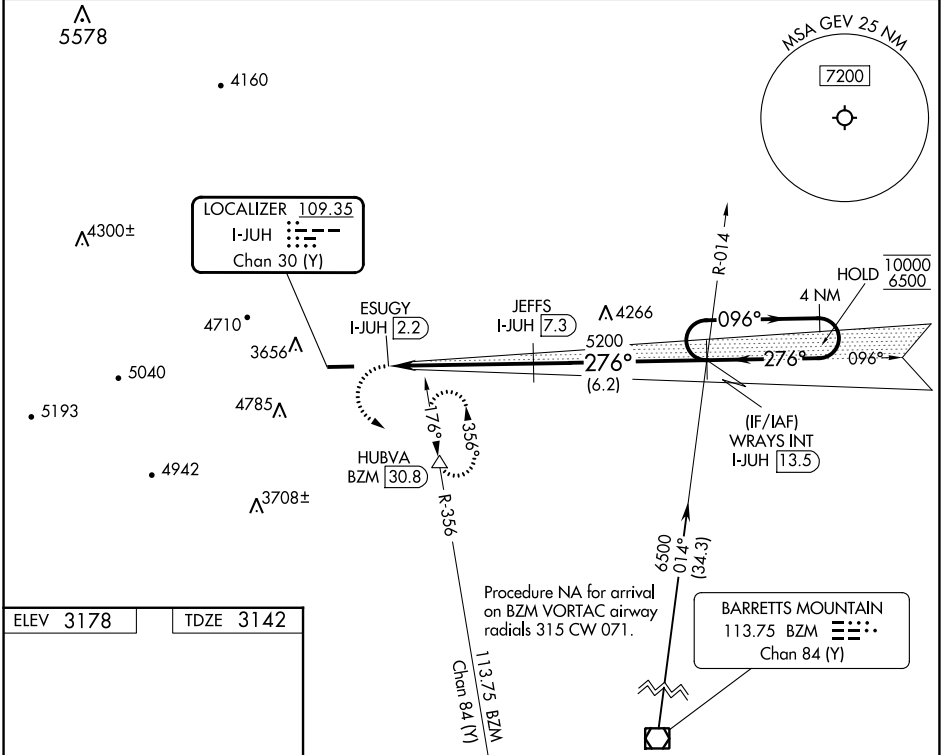 5578
4160
MSA GEV 25 NM
7200
LOCALIZER 109.35
I-JUH
Chan 30 (Y)
4300±
R-014
HOLD
10000
6500
4 NM
ESUGY
I-JUH 2.2
JEFFS
I-JUH 7.3
4266
096°
4710
3656
5200
276°
(6.2)
276°
096°
5040
5193
4785
176°
356°
(IF/IAF)
WRAYS INT
I-JUH 13.5
HUBVA
BZM 30.8
4942
3708±
R-356
6500
014°
(34.3)
Procedure NA for arrival
on BZM VORTAC airway
radials 315 CW 071.
BARRETTS MOUNTAIN
113.75 BZM
Chan 84 (Y)
ELEV 3178
TDZE 3142
113.75 BZM
Chan 84 (Y)